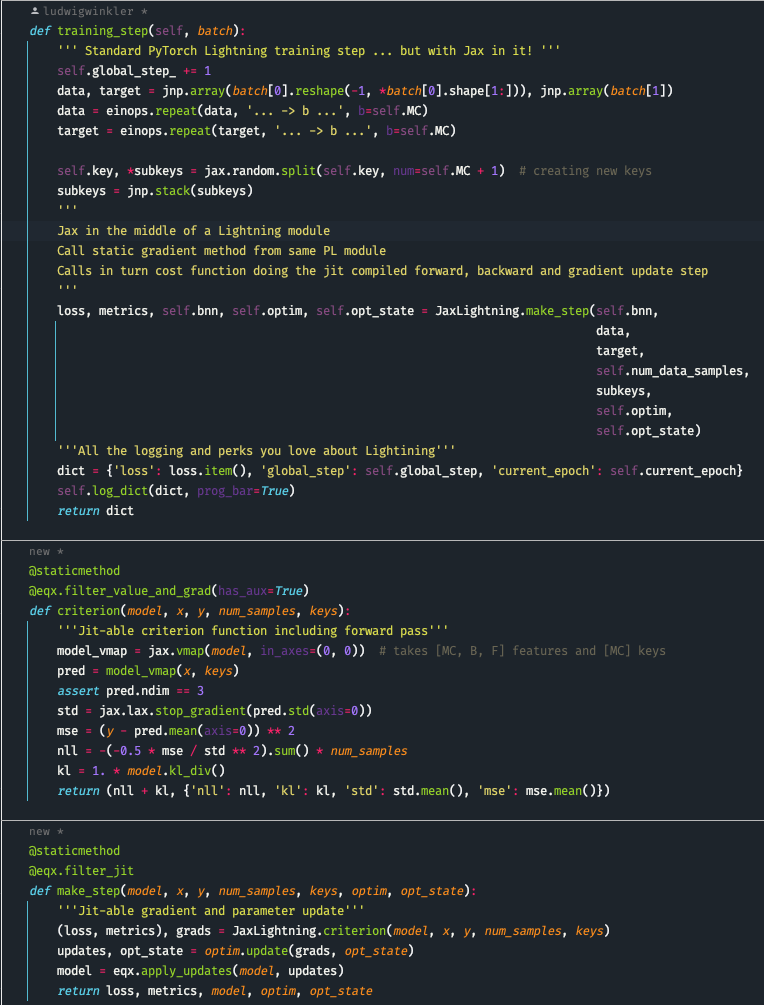 ludwigwinkler *
def training_step(self, batch):
''' Standard PyTorch Lightning training step ... but with Jax in it! '''
self.global_step_ += 1
data, target = jnp.array(batch[0].reshape(-1, *batch[0].shape[1:])), jnp.array(batch[1])
data = einops.repeat(data, '... -> b ...', b=self.MC)
target = einops.repeat(target, '... -> b ...', b=self.MC)
self.key, *subkeys = jax.random.split(self.key, num=self.MC + 1)  # creating new keys
subkeys = jnp.stack(subkeys)
'''
Jax in the middle of a Lightning module
Call static gradient method from same PL module
Calls in turn cost function doing the jit compiled forward, backward and gradient update step
'''
loss, metrics, self.bnn, self.optim, self.opt_state = JaxLightning.make_step(self.bnn,
data,
target,
self.num_data_samples,
subkeys,
self.optim,
self.opt_state)
'''All the logging and perks you love about Lightining'''
dict = {'loss': loss.item(), 'global_step': self.global_step, 'current_epoch': self.current_epoch}
self.log_dict(dict, prog_bar=True)
return dict
new *
@staticmethod
@eqx.filter_value_and_grad(has_aux=True)
def criterion(model, x, y, num_samples, keys):
'''Jit-able criterion function including forward pass'''
model_vmap = jax.vmap(model, in_axes=(0, 0))  # takes [MC, B, F] features and [MC] keys
pred = model_vmap(x, keys)
assert pred.ndim == 3
std = jax.lax.stop_gradient(pred.std(axis=0))
mse = (y - pred.mean(axis=0)) ** 2
nll = -(-0.5 * mse / std ** 2).sum() * num_samples
kl = 1. * model.kl_div()
return (nll + kl, {'nll': nll, 'kl': kl, 'std': std.mean(), 'mse': mse.mean()})
new *
@staticmethod
@eqx.filter_jit
def make_step(model, x, y, num_samples, keys, optim, opt_state):
'''Jit-able gradient and parameter update'''
(loss, metrics), grads = JaxLightning.criterion(model, x, y, num_samples, keys)
updates, opt_state = optim.update(grads, opt_state)
model = eqx.apply_updates(model, updates)
return loss, metrics, model, optim, opt_state